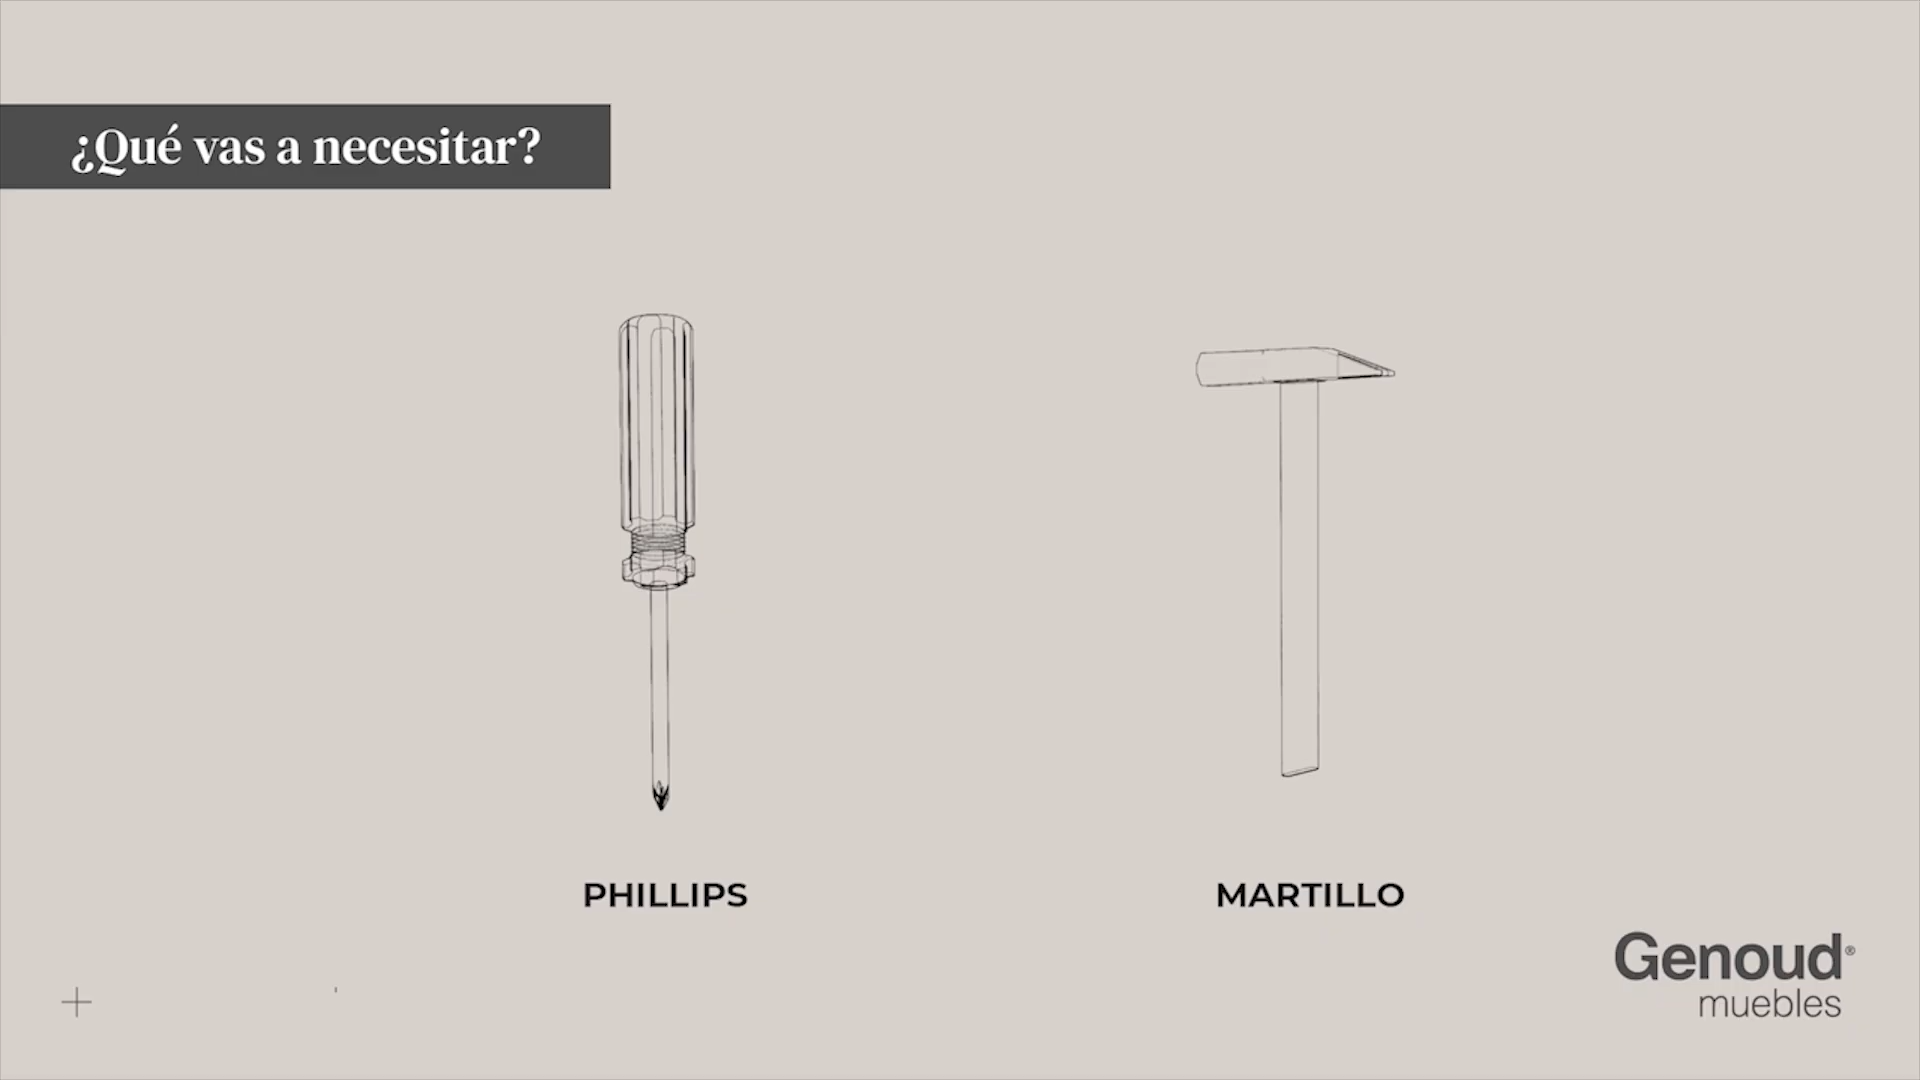 ¿Qué vas a necesitar?
PHILLIPS
MARTILLO
Genoud®
muebles